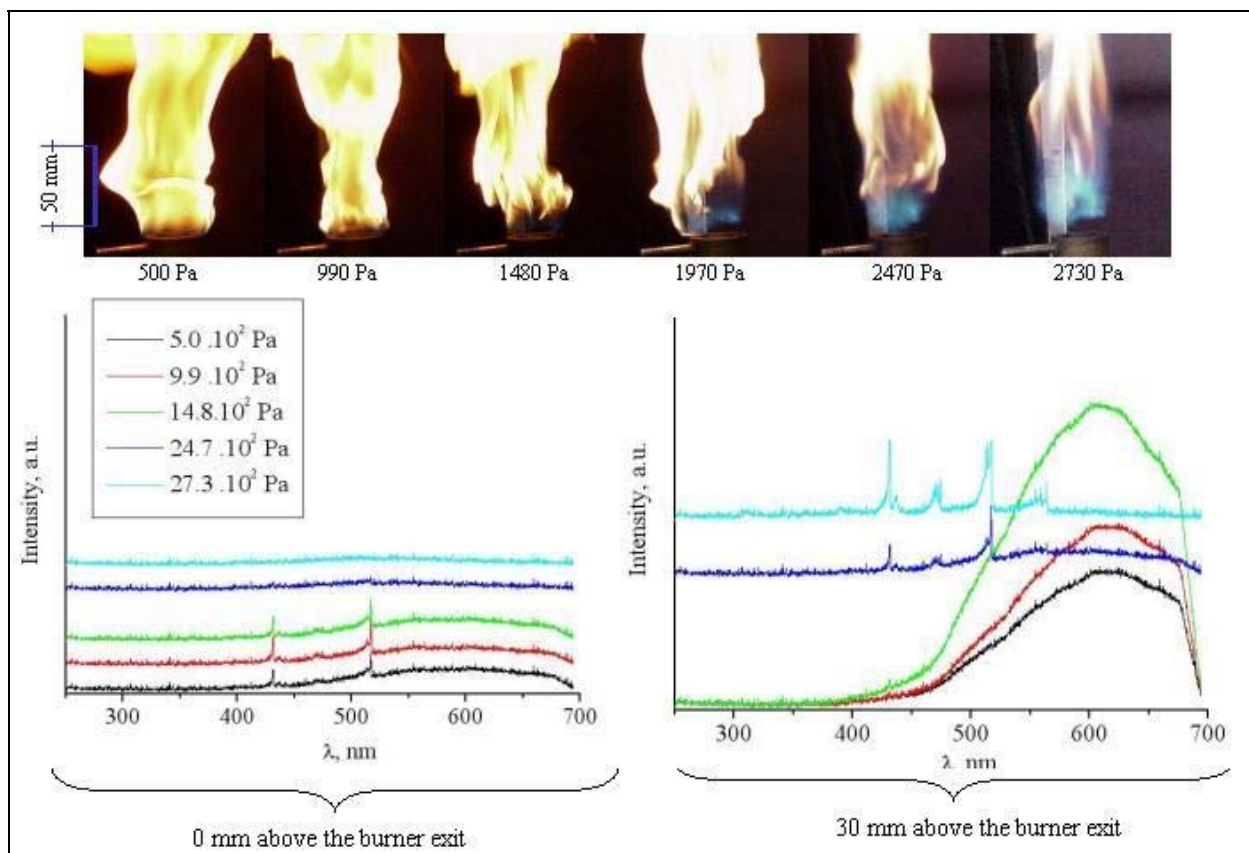 50 mm
500 Pa 990 Pa 1480 Pa 1970 Pa 2470 Pa 2730 Pa
5.0 .10² Pa
9.9 .10² Pa
14.8.10² Pa
24.7 .10² Pa
27.3 .10² Pa
Intensity, a.u.
300 400 500 600 700
λ, nm
0 mm above the burner exit
Intensity, a.u.
300 400 500 600 700
λ, nm
30 mm above the burner exit